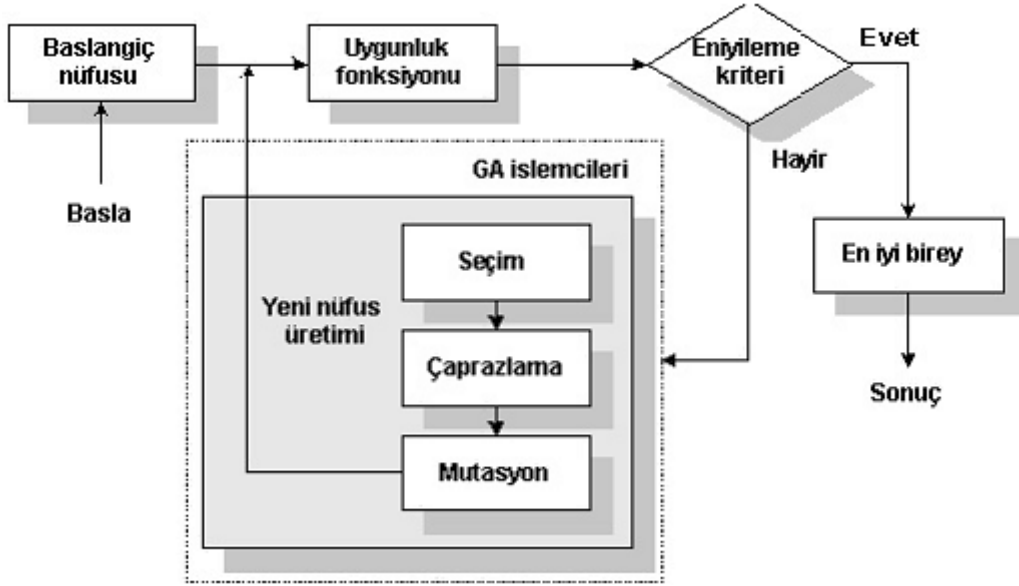 Baslangiç
nüfusu
Uygunluk
fonksiyonu
Eniyileme
kriteri
Evet
Hayir
Basla
GA islemcileri
Seçim
Yeni nüfus
üretimi
Çaprazlama
Mutasyon
En iyi birey
Sonuç